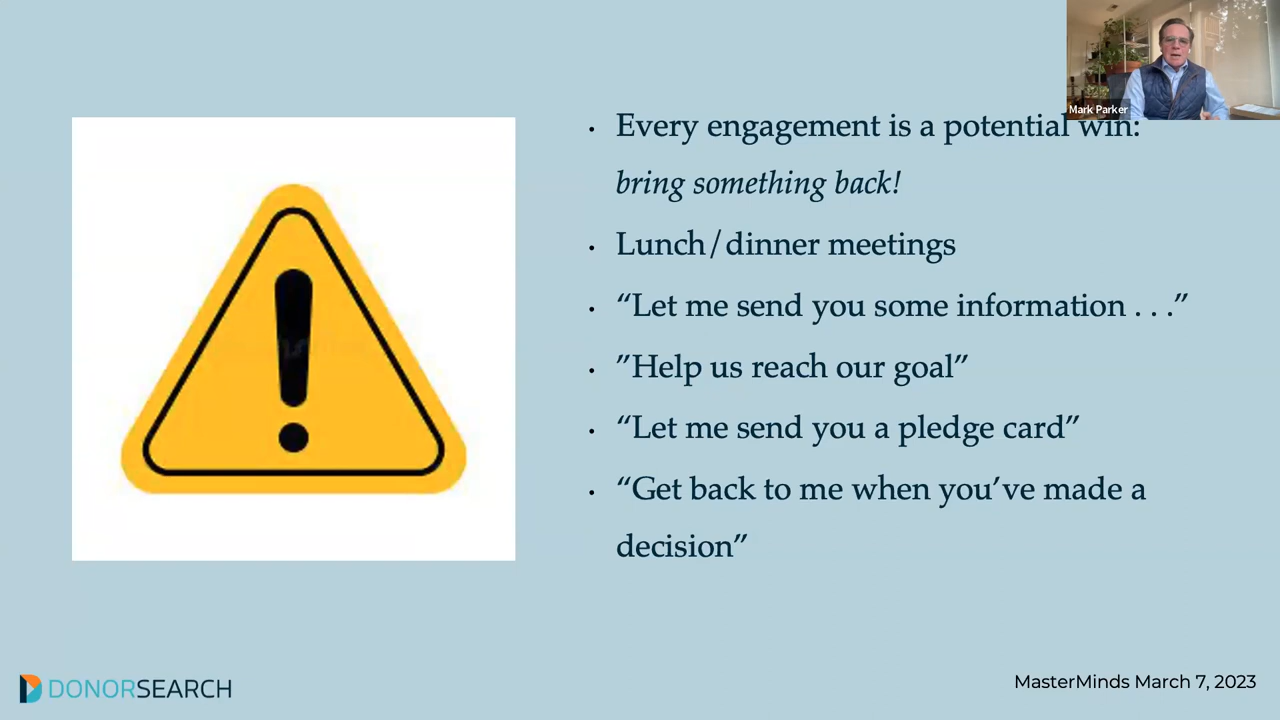 Mark Parker
• Every engagement is a potential win:
bring something back!
• Lunch/dinner meetings
• “Let me send you some information . . .”
• ”Help us reach our goal”
• “Let me send you a pledge card”
• “Get back to me when you’ve made a
decision”
DONORSEARCH
MasterMinds March 7, 2023